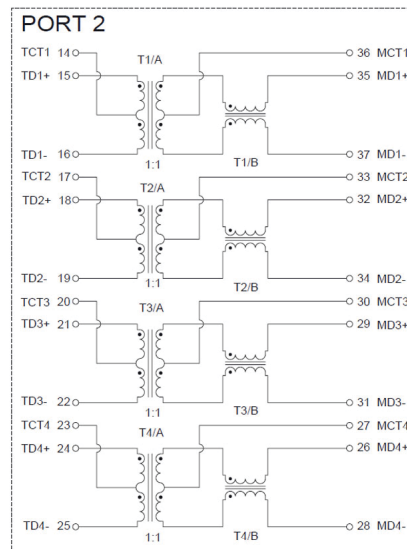 PORT 2
TCT1 14 T1/A 36 MCT1
TD1+ 15 35 MD1+
TD1- 16 1:1 T1/B 37 MD1-
TCT2 17 T2/A 33 MCT2
TD2+ 18 32 MD2+
TD2- 19 1:1 T2/B 34 MD2-
TCT3 20 T3/A 30 MCT3
TD3+ 21 29 MD3+
TD3- 22 1:1 T3/B 31 MD3-
TCT4 23 T4/A 27 MCT4
TD4+ 24 26 MD4+
TD4- 25 1:1 T4/B 28 MD4-